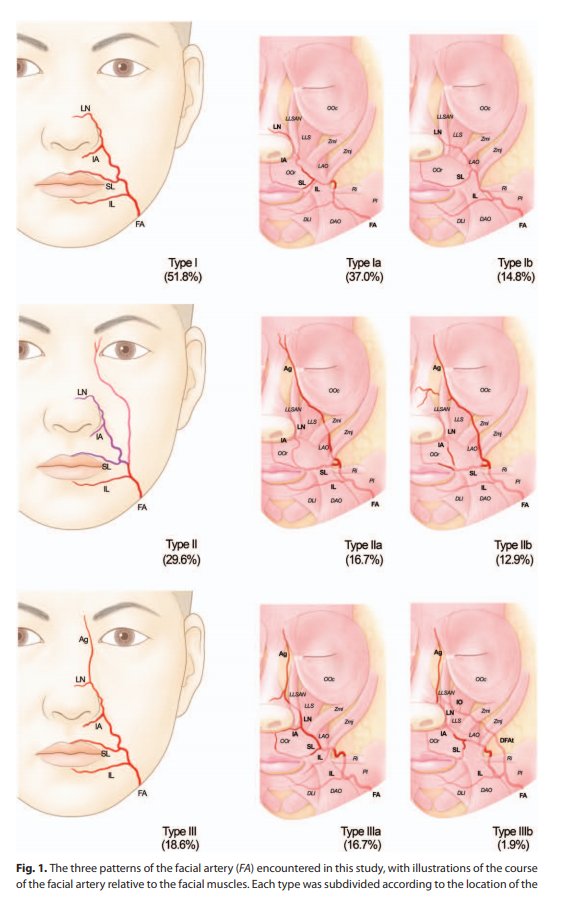 LN
IA
SL
IL
FA
Type I
(51.8%)
OOc
LLSAN
LN
LLS
Zmi
Zmj
IA
LAO
OOr
SL
IL
Ri
Pl
DLI
DAO
FA
Type Ia
(37.0%)
OOc
LLSAN
LN
LLS
Zmi
Zmj
LAO
OOr
SL
Ri
IL
Pl
DLI
DAO
FA
Type Ib
(14.8%)
LN
IA
SL
IL
FA
Type II
(29.6%)
Ag
OOc
LLSAN
LLS
Zmi
LN
Zmj
IA
LAO
OOr
SL
Ri
Pl
IL
DLI
DAO
FA
Type IIa
(16.7%)
Ag
OOc
LLSAN
LLS
Zmi
LN
Zmj
IA
LAO
OOr
SL
Ri
Pl
IL
DLI
DAO
FA
Type IIb
(12.9%)
Ag
LN
IA
SL
IL
FA
Type III
(18.6%)
Ag
OOc
LLSAN
LLS
Zmi
LN
Zmj
IA
LAO
OOr
SL
IL
Ri
IL
Pl
DLI
DAO
FA
Type IIIa
(16.7%)
Ag
OOc
LLSAN
IO
LN
Zmi
LLS
Zmj
IA
LAO
DFAt
OOr
SL
Ri
IL
Pl
DLI
DAO
FA
Type IIIb
(1.9%)
Fig. 1. The three patterns of the facial artery (FA) encountered in this study, with illustrations of the course
of the facial artery relative to the facial muscles. Each type was subdivided according to the location of the